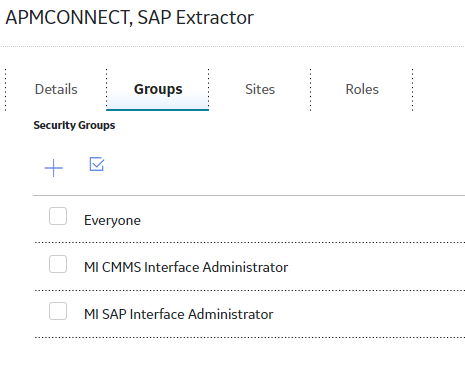 APMCONNECT, SAP Extractor
Details Groups Sites Roles
Security Groups
Everyone
MI CMMS Interface Administrator
MI SAP Interface Administrator